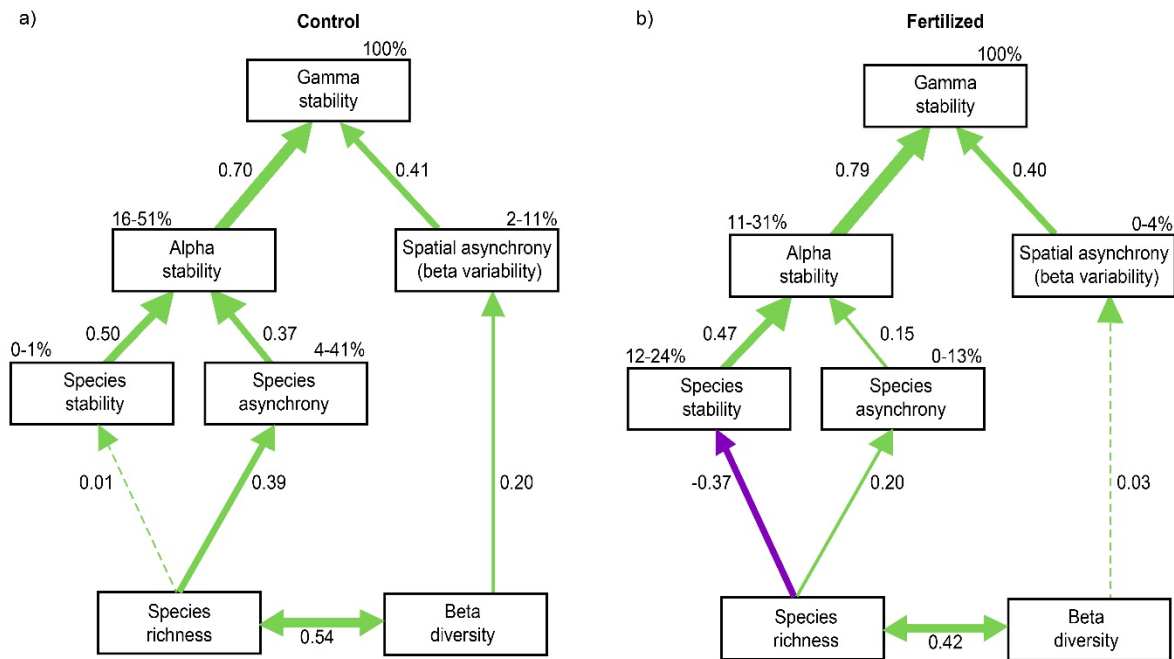 a)
Control
100%
Gamma
stability
0.70
0.41
16-51%
2-11%
Alpha
stability
Spatial asynchrony
(beta variability)
0.50
0.37
0-1%
4-41%
Species
stability
Species
asynchrony
0.01
0.39
0.20
Species
richness
0.54
Beta
diversity
b)
Fertilized
100%
Gamma
stability
0.79
0.40
11-31%
0-4%
Alpha
stability
Spatial asynchrony
(beta variability)
0.47
0.15
12-24%
0-13%
Species
stability
Species
asynchrony
-0.37
0.20
0.03
Species
richness
0.42
Beta
diversity